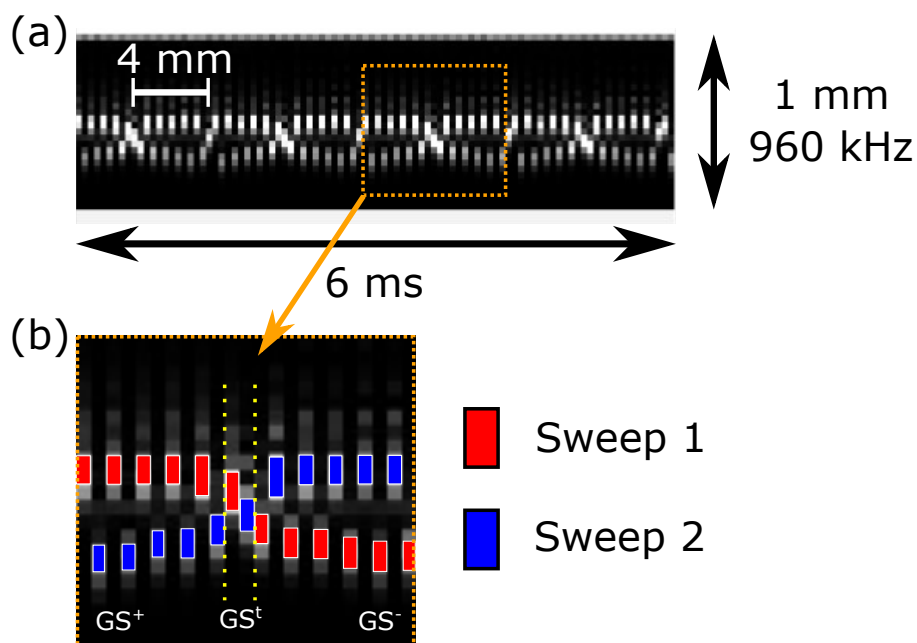 (a)
4 mm
1 mm
960 kHz
6 ms
(b)
Sweep 1
Sweep 2
GS⁺ GSᵗ GS⁻